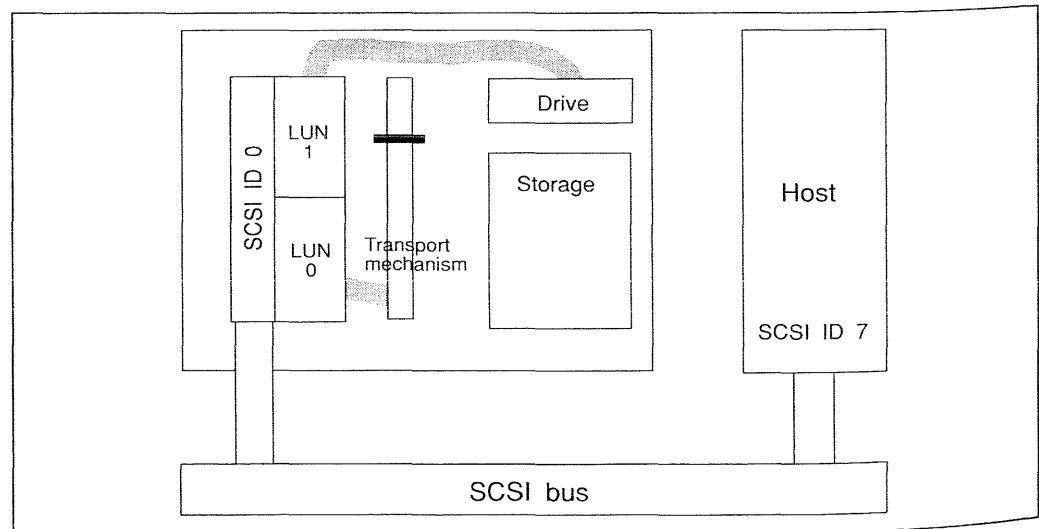 SCSI ID 0
LUN
1
LUN
0
Transport
mechanism
Drive
Storage
Host
SCSI ID 7
SCSI bus